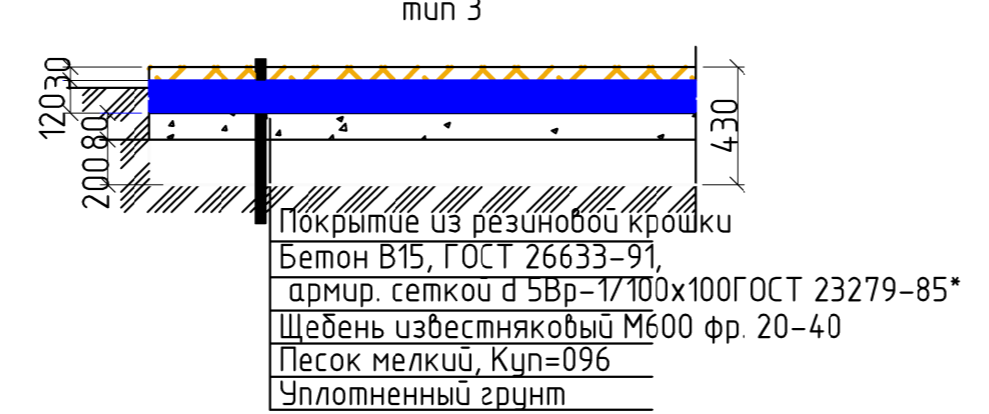 тип 3
30
120
80
200
430
Покрытие из резиновой крошки
Бетон В15, ГОСТ 26633-91,
армир. сеткой d 5Вр-1/100х100ГОСТ 23279-85*
Щебень известняковый М600 фр. 20-40
Песок мелкий, Куп=096
Уплотненный грунт